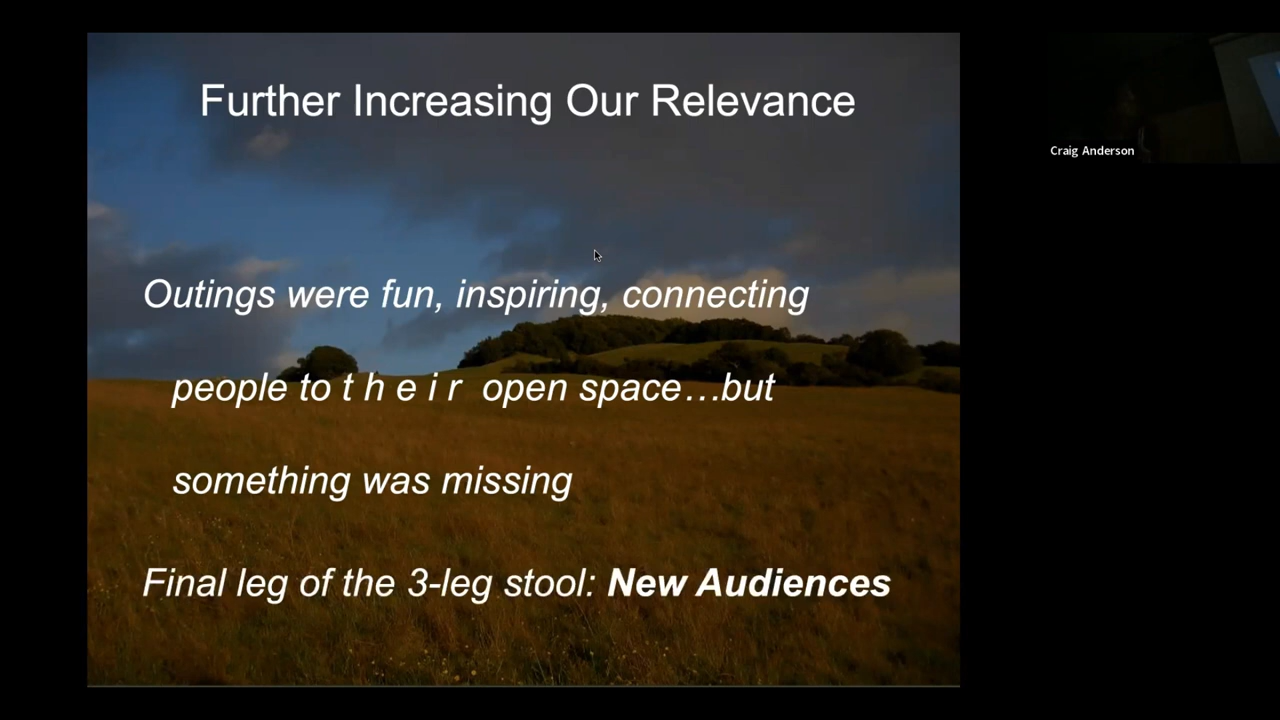 Further Increasing Our Relevance
Craig Anderson
Outings were fun, inspiring, connecting
people to t h e i r open space…but
something was missing
Final leg of the 3-leg stool: New Audiences